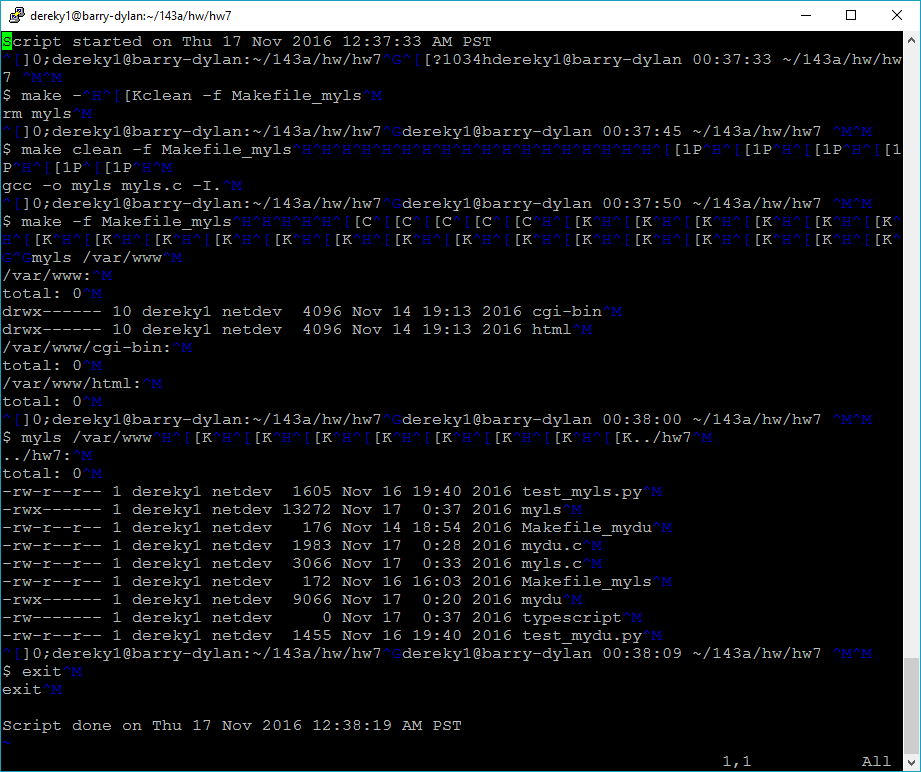 dereky1@barry-dylan:~/143a/hw/hw7
Script started on Thu 17 Nov 2016 12:37:33 AM PST
^[]0;dereky1@barry-dylan:~/143a/hw/hw7^G^[[?1034hdereky1@barry-dylan 00:37:33 ~/143a/hw/hw
7 ^M^M
$ make -^H^[[Kclean -f Makefile_myls^M
rm myls^M
^[]0;dereky1@barry-dylan:~/143a/hw/hw7^Gdereky1@barry-dylan 00:37:45 ~/143a/hw/hw7 ^M^M
$ make clean -f Makefile_myls^H^H^H^H^H^H^H^H^H^H^H^H^H^H^H^H^H^H^H^[[1P^H^[[1P^H^[[1P^H^[[1
P^H^[[1P^[[1P^H^M
gcc -o myls myls.c -I.^M
^[]0;dereky1@barry-dylan:~/143a/hw/hw7^Gdereky1@barry-dylan 00:37:50 ~/143a/hw/hw7 ^M^M
$ make -f Makefile_myls^H^H^H^H^H^[[C^[[C^[[C^[[C^[[C^H^[[K^H^[[K^H^[[K^H^[[K^H^[[K^H^[[K^
H^[[K^H^[[K^H^[[K^H^[[K^H^[[K^H^[[K^H^[[K^H^[[K^H^[[K^H^[[K^H^[[K^H^[[K^H^[[K^H^[[K^H^[[K^
G^Gmyls /var/www^M
/var/www:^M
total: 0^M
drwx------ 10 dereky1 netdev  4096 Nov 14 19:13 2016 cgi-bin^M
drwx------ 10 dereky1 netdev  4096 Nov 14 19:13 2016 html^M
/var/www/cgi-bin:^M
total: 0^M
/var/www/html:^M
total: 0^M
^[]0;dereky1@barry-dylan:~/143a/hw/hw7^Gdereky1@barry-dylan 00:38:00 ~/143a/hw/hw7 ^M^M
$ myls /var/www^H^[[K^H^[[K^H^[[K^H^[[K^H^[[K^H^[[K^H^[[K^H^[[K../hw7^M
../hw7:^M
total: 0^M
-rw-r--r-- 1 dereky1 netdev  1605 Nov 16 19:40 2016 test_myls.py^M
-rwx------ 1 dereky1 netdev 13272 Nov 17  0:37 2016 myls^M
-rw-r--r-- 1 dereky1 netdev   176 Nov 14 18:54 2016 Makefile_mydu^M
-rw-r--r-- 1 dereky1 netdev  1983 Nov 17  0:28 2016 mydu.c^M
-rw-r--r-- 1 dereky1 netdev  3066 Nov 17  0:33 2016 myls.c^M
-rw-r--r-- 1 dereky1 netdev   172 Nov 16 16:03 2016 Makefile_myls^M
-rwx------ 1 dereky1 netdev  9066 Nov 17  0:20 2016 mydu^M
-rw------- 1 dereky1 netdev     0 Nov 17  0:37 2016 typescript^M
-rw-r--r-- 1 dereky1 netdev  1455 Nov 16 19:40 2016 test_mydu.py^M
^[]0;dereky1@barry-dylan:~/143a/hw/hw7^Gdereky1@barry-dylan 00:38:09 ~/143a/hw/hw7 ^M^M
$ exit^M
exit^M
Script done on Thu 17 Nov 2016 12:38:19 AM PST
~
1,1 All